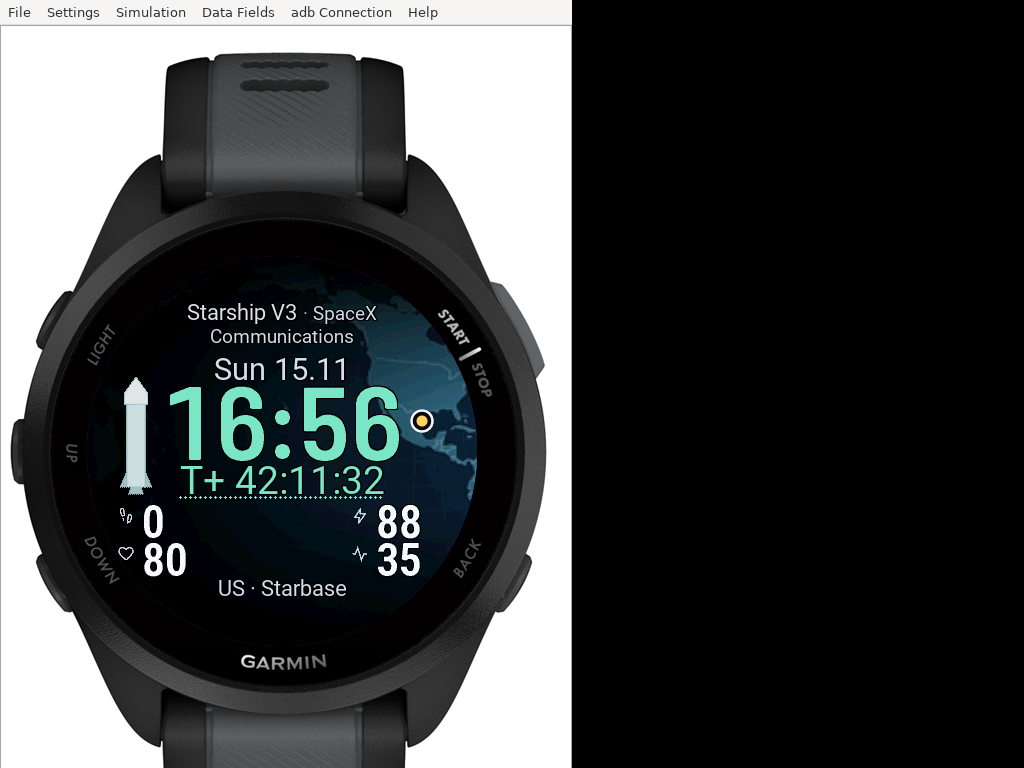 File Settings Simulation Data Fields adb Connection Help
Starship V3 · SpaceX
Communications
Sun 15.11
16:56
T+ 42:11:32
0 88
80 35
US · Starbase
LIGHT
UP
DOWN
START
STOP
BACK
GARMIN